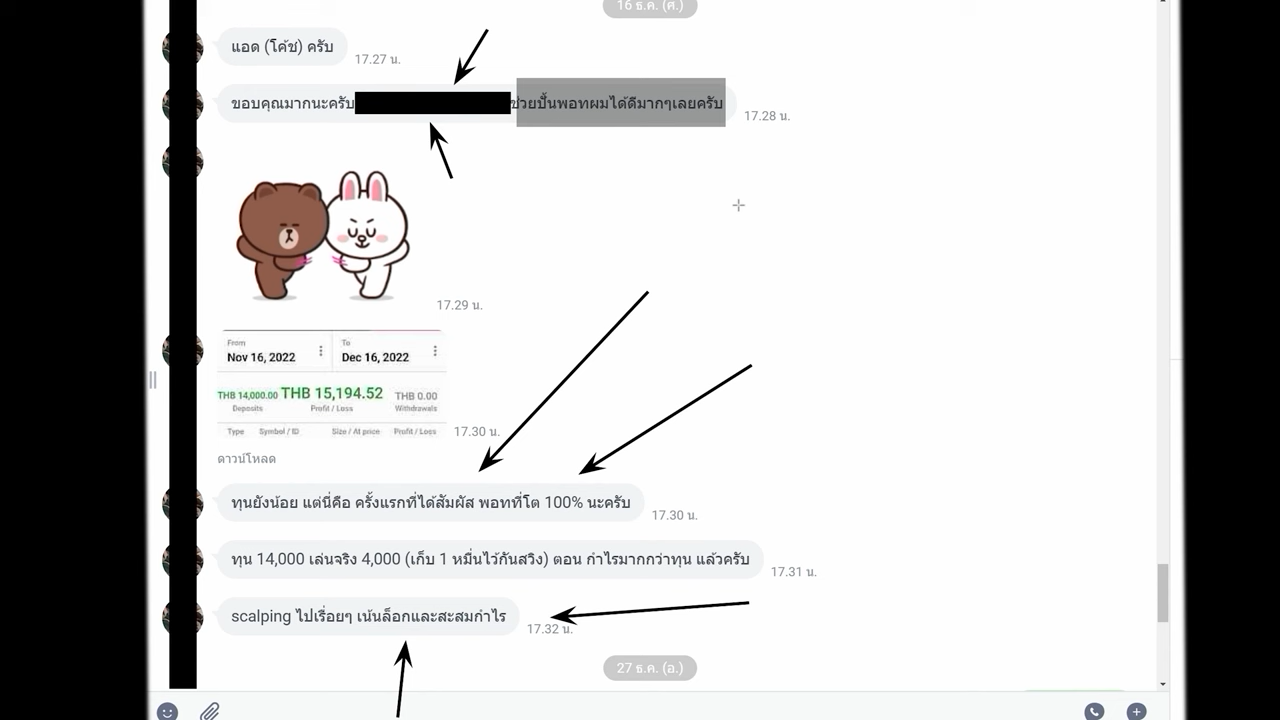 16 ธ.ค. (ศ.)
แอด (โค้ช) ครับ
17.27 น.
ขอบคุณมากนะครับ ช่วยปั้นพอทผมได้ดีมากๆเลยครับ
17.28 น.
17.29 น.
From To
Nov 16, 2022 Dec 16, 2022
THB 14,000.00 THB 15,194.52 THB 0.00
Deposits Profit / Loss Withdrawals
Type Symbol / ID Size / At price Profit / Loss
17.30 น.
ดาวน์โหลด
ทุนยังน้อย แต่นี่คือ ครั้งแรกที่ได้สัมผัส พอทที่โต 100% นะครับ
17.30 น.
ทุน 14,000 เล่นจริง 4,000 (เก็บ 1 หมื่นไว้กันสวิง) ตอน กำไรมากกว่าทุน แล้วครับ
17.31 น.
scalping ไปเรื่อยๆ เน้นล็อกและสะสมกำไร
17.32 น.
27 ธ.ค. (อ.)